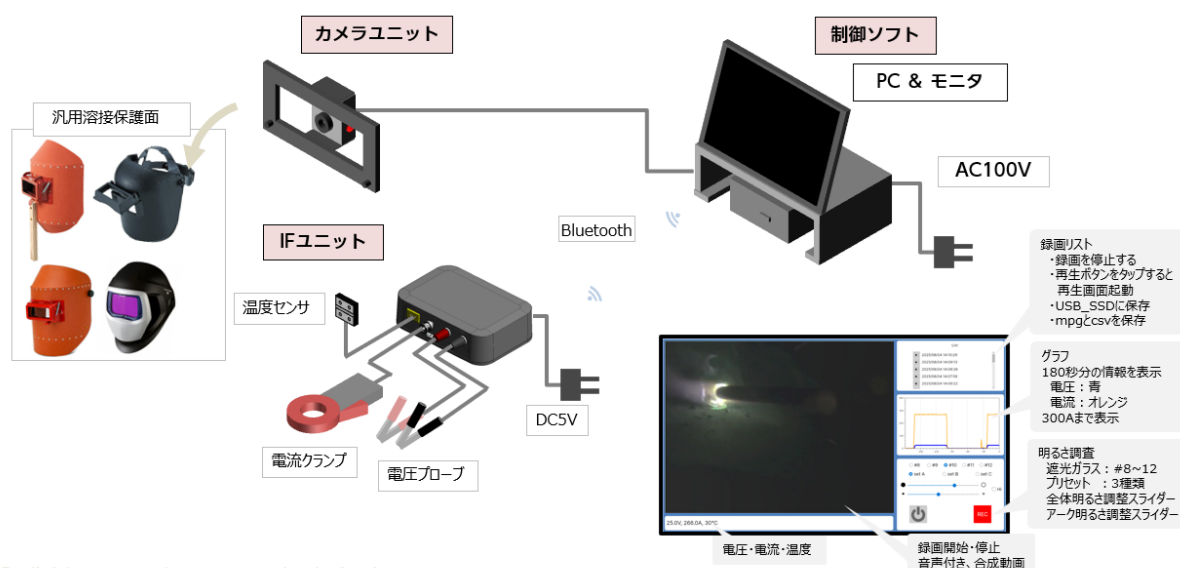 カメラユニット
制御ソフト
PC & モニタ
汎用溶接保護面
AC100V
Bluetooth
IFユニット
温度センサ
DC5V
電流クランプ
電圧プローブ
録画リスト
・録画を停止する
・再生ボタンをタップすると
再生画面起動
・USB_SSDに保存
・mpgとcsvを保存
グラフ
180秒分の情報を表示
電圧：青
電流：オレンジ
300Aまで表示
明るさ調査
遮光ガラス：#8~12
プリセット ：3種類
全体明るさ調整スライダー
アーク明るさ調整スライダー
#8 #9 #10 #11 #12
set A set B set C
REC
25.0V, 266.0A, 30℃
電圧・電流・温度
録画開始・停止
音声付き、合成動画